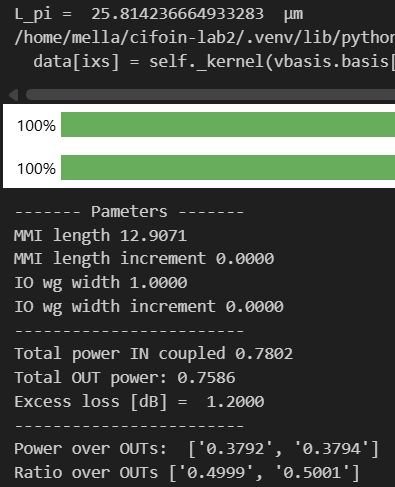 L_pi =  25.814236664933283  µm
/home/mella/cifoin-lab2/.venv/lib/python
data[ixs] = self._kernel(vbasis.basis[
100%
100%
------- Pameters -------
MMI length 12.9071
MMI length increment 0.0000
IO wg width 1.0000
IO wg width increment 0.0000
------------------------
Total power IN coupled 0.7802
Total OUT power: 0.7586
Excess loss [dB] =  1.2000
------------------------
Power over OUTs:  ['0.3792', '0.3794']
Ratio over OUTs ['0.4999', '0.5001']